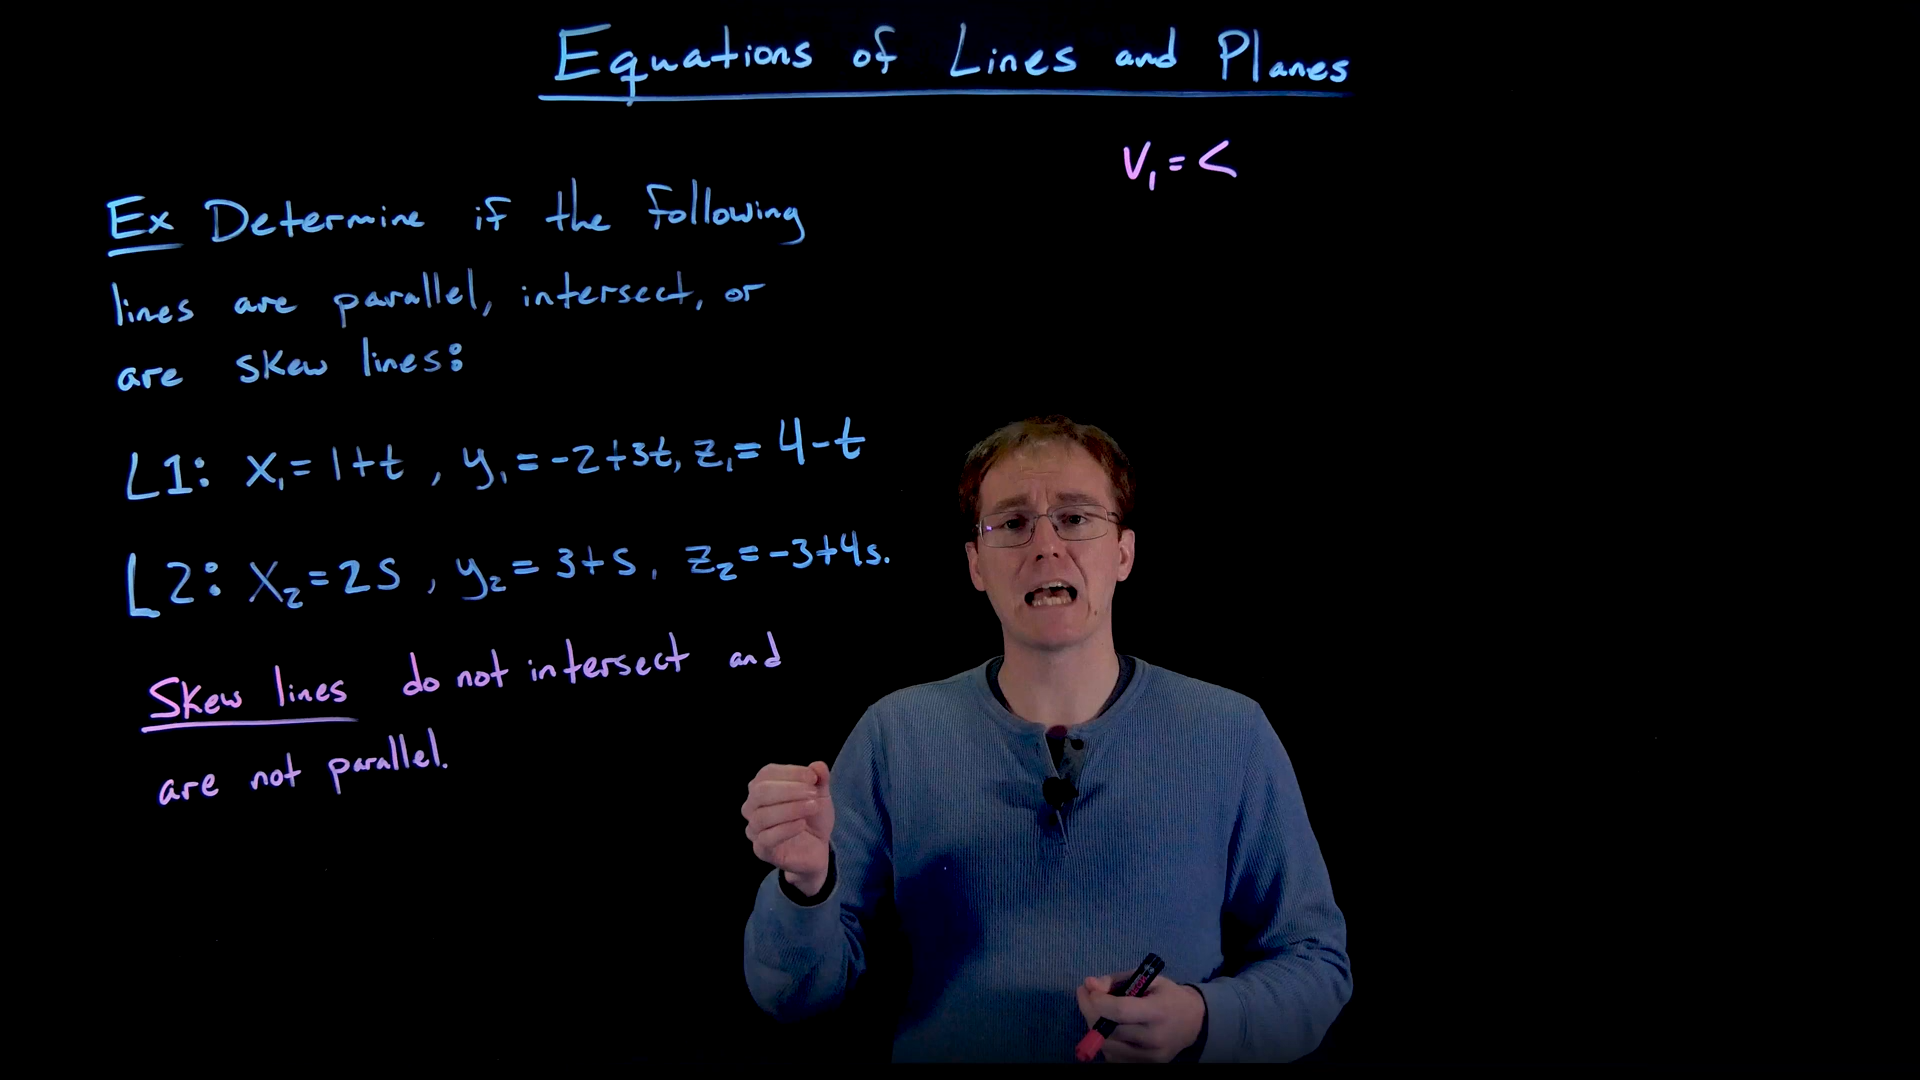 Equations of Lines and Planes
V₁ = <
Ex Determine if the following
lines are parallel, intersect, or
are skew lines:
L1: x₁ = 1+t, y₁ = -2+3t, z₁ = 4-t
L2: x₂ = 2s, y₂ = 3+s, z₂ = -3+4s.
Skew lines do not intersect and
are not parallel.